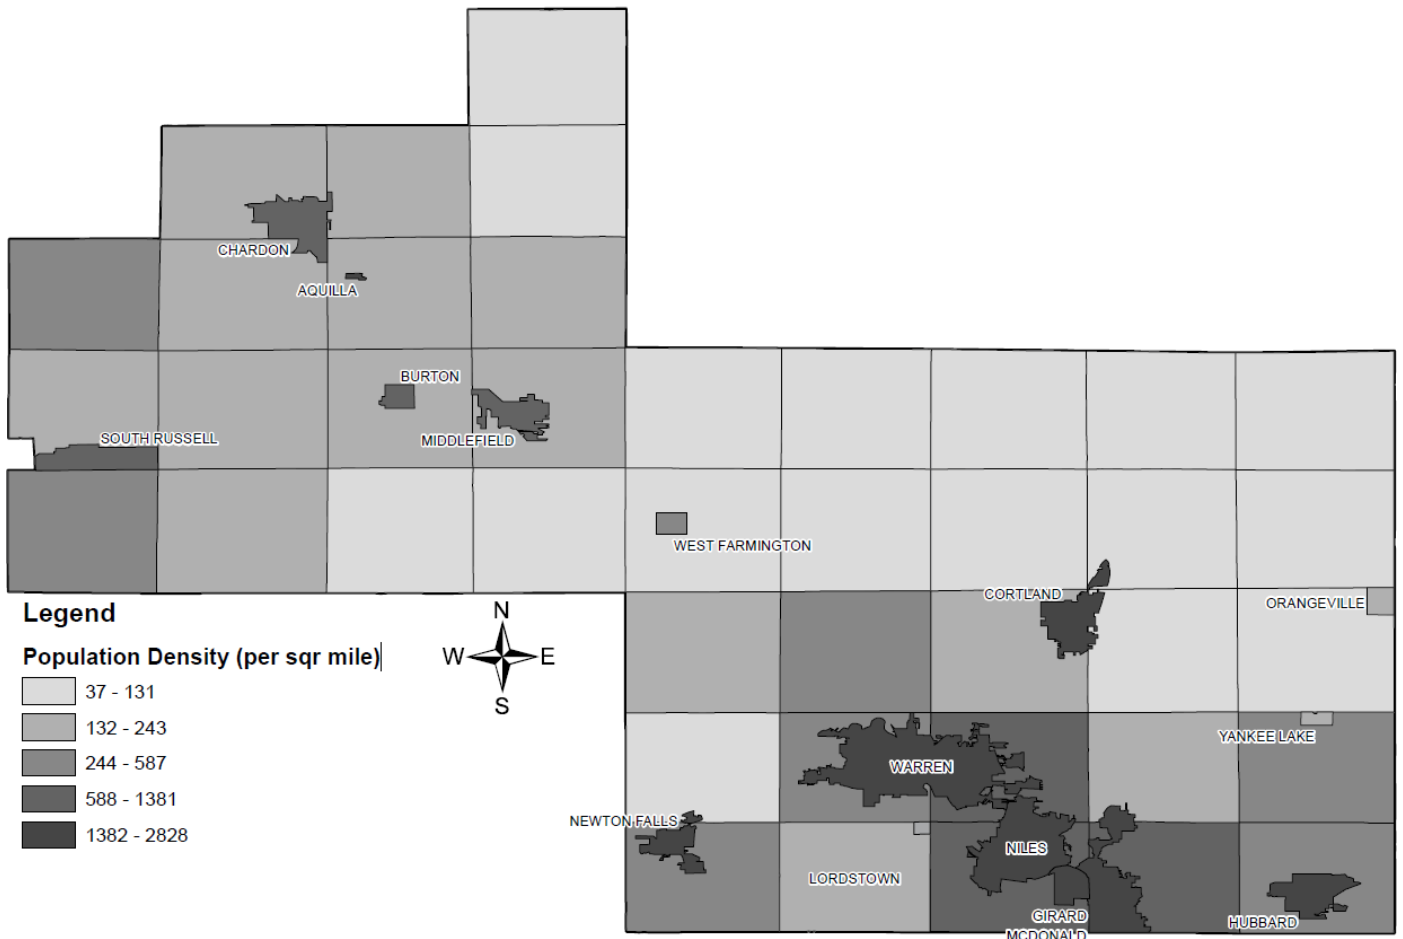 CHARDON
AQUILLA
BURTON
SOUTH RUSSELL
MIDDLEFIELD
WEST FARMINGTON
CORTLAND
ORANGEVILLE
YANKEE LAKE
WARREN
NEWTON FALLS
NILES
LORDSTOWN
GIRARD
MCDONALD
HUBBARD
N
W E
S
Legend
Population Density (per sqr mile)
37 - 131
132 - 243
244 - 587
588 - 1381
1382 - 2828